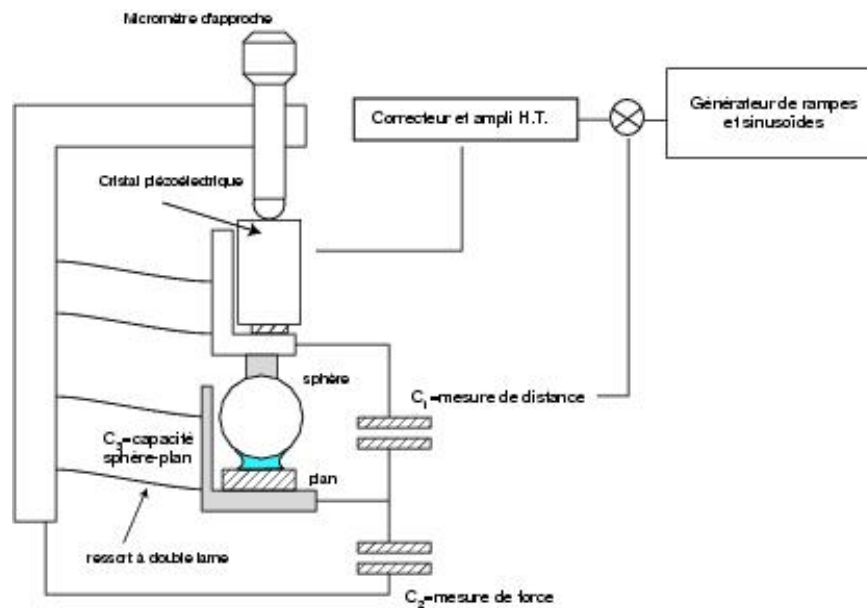 Micromètre d'approche
Correcteur et ampli H.T.
Générateur de rampes
et sinusoïdes
Cristal piézoélectrique
sphère
C1=mesure de distance
C3=capacité
sphère-plan
plan
ressort à double lame
C2=mesure de force